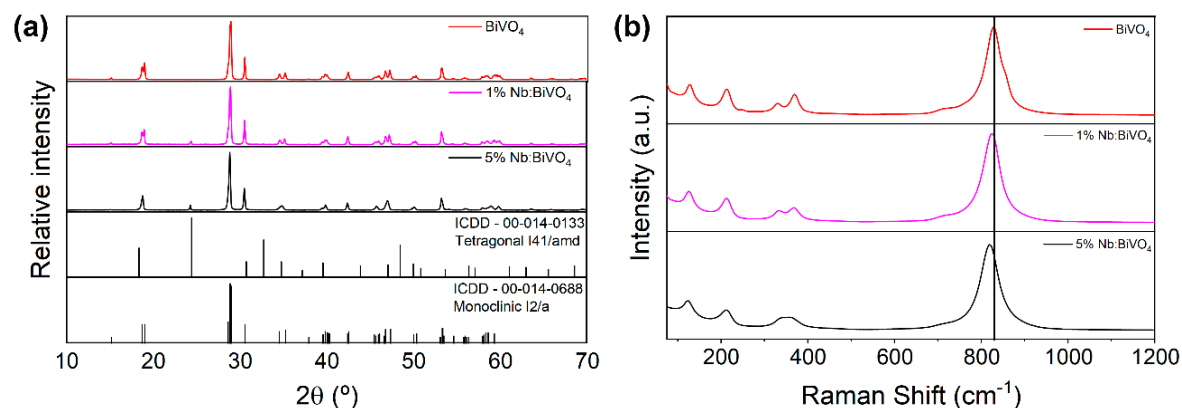 (a)
Relative intensity
BiVO₄
1% Nb:BiVO₄
5% Nb:BiVO₄
ICDD - 00-014-0133
Tetragonal I41/amd
ICDD - 00-014-0688
Monoclinic I2/a
10 20 30 40 50 60 70
2θ (º)
(b)
Intensity (a.u.)
BiVO₄
1% Nb:BiVO₄
5% Nb:BiVO₄
200 400 600 800 1000 1200
Raman Shift (cm⁻¹)